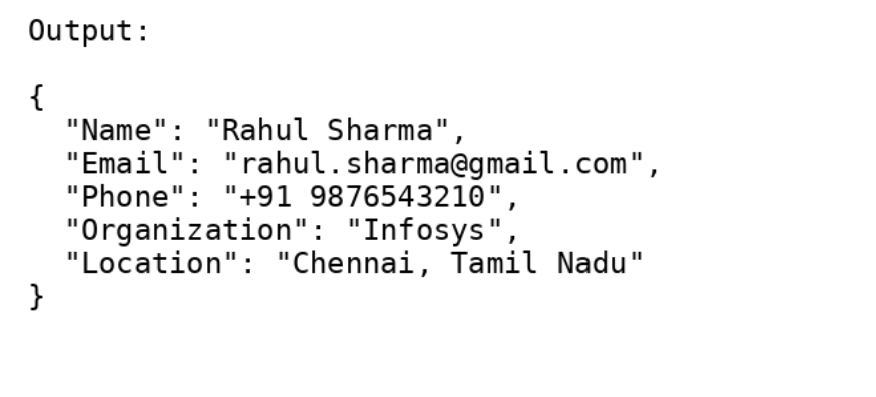 Output:
{
"Name": "Rahul Sharma",
"Email": "rahul.sharma@gmail.com",
"Phone": "+91 9876543210",
"Organization": "Infosys",
"Location": "Chennai, Tamil Nadu"
}